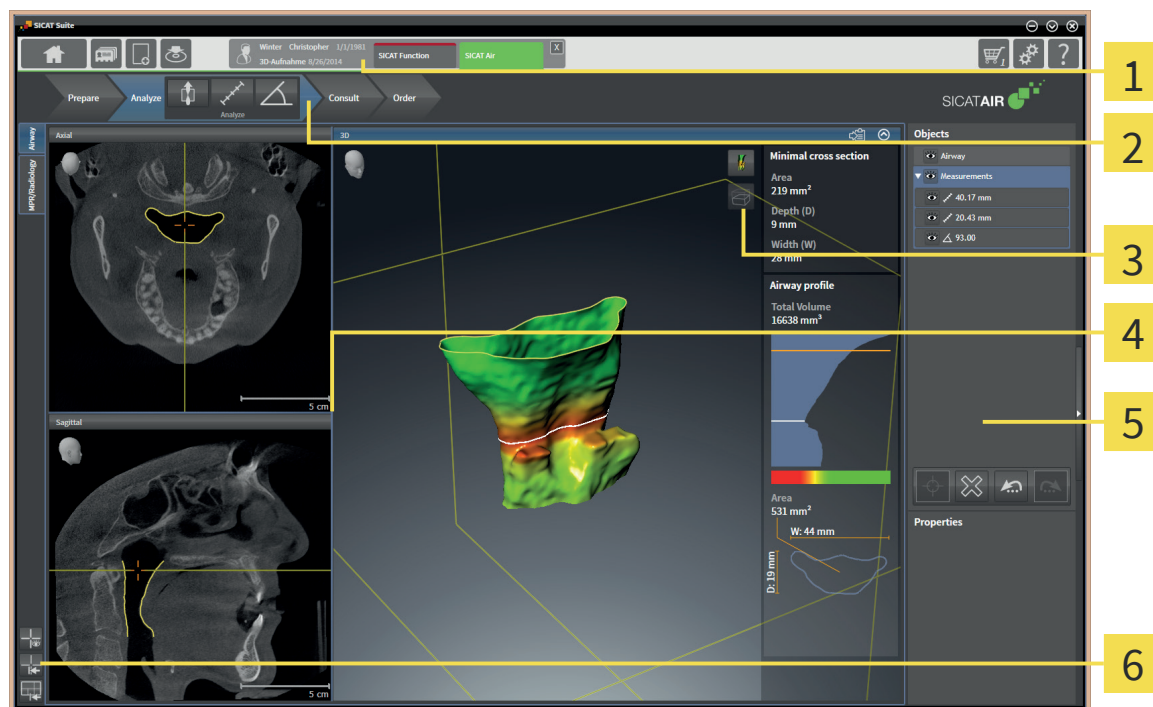 SICAT Suite
Winter Christopher 1/1/1981
3D-Aufnahme 8/26/2014
SICAT Function
SICAT Air
X
1
?
1
Prepare
Analyze
Analyze
Consult
Order
SICATAIR
2
Airway
MPR/Radiology
Axial
5 cm
Sagittal
5 cm
3D
Minimal cross section
Area
219 mm²
Depth (D)
9 mm
Width (W)
28 mm
3
Airway profile
Total Volume
16638 mm³
Area
531 mm²
W: 44 mm
D: 19 mm
Objects
Airway
Measurements
40.17 mm
20.43 mm
93.00
4
5
Properties
6